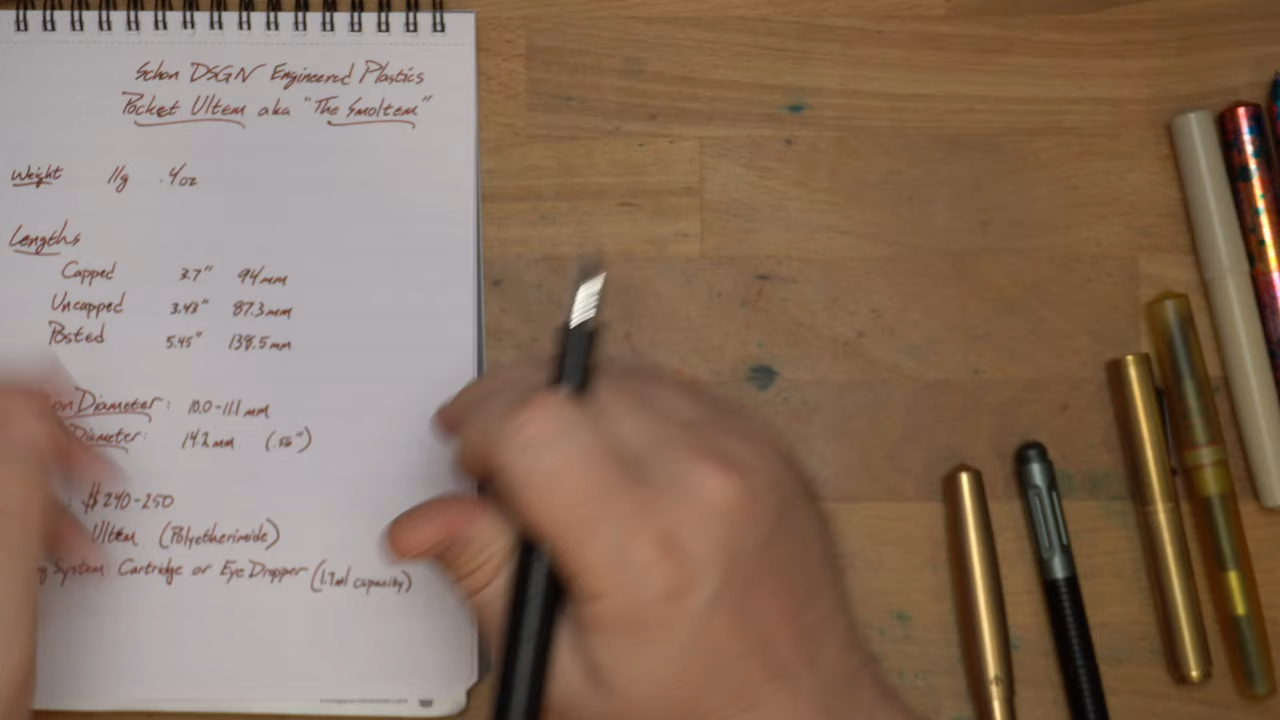 Schon DSGN Engineered Plastics
Pocket Ultem aka "The Smoltem"
Weight 11g .4oz
Lengths
Capped 3.7" 94mm
Uncapped 3.43" 87.3mm
Posted 5.45" 138.5mm
on Diameter: 10.0-11.1 mm
Diameter: 14.2mm (.56")
: $240-250
Ultem (Polyetherimide)
g System: Cartridge or Eye Dropper (1.7ml capacity)